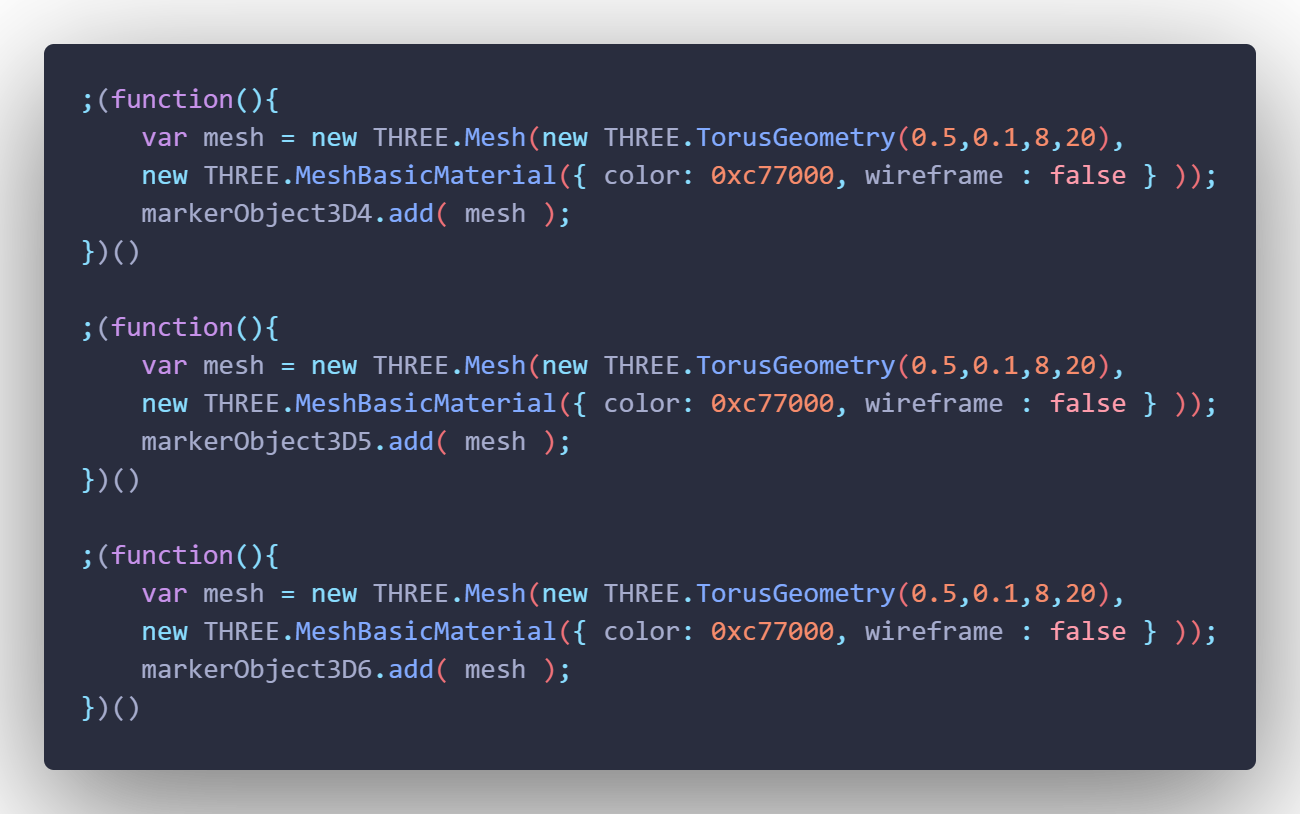 ;(function(){
    var mesh = new THREE.Mesh(new THREE.TorusGeometry(0.5,0.1,8,20),
    new THREE.MeshBasicMaterial({ color: 0xc77000, wireframe : false } ));
    markerObject3D4.add( mesh );
})()

;(function(){
    var mesh = new THREE.Mesh(new THREE.TorusGeometry(0.5,0.1,8,20),
    new THREE.MeshBasicMaterial({ color: 0xc77000, wireframe : false } ));
    markerObject3D5.add( mesh );
})()

;(function(){
    var mesh = new THREE.Mesh(new THREE.TorusGeometry(0.5,0.1,8,20),
    new THREE.MeshBasicMaterial({ color: 0xc77000, wireframe : false } ));
    markerObject3D6.add( mesh );
})()